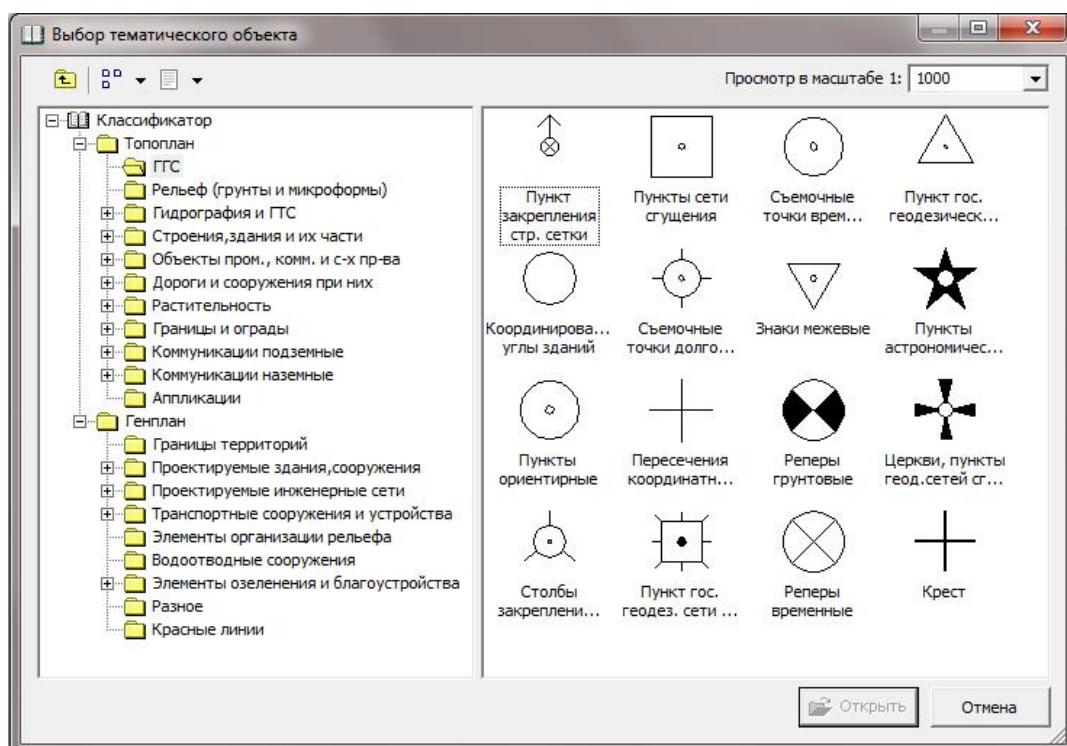 Выбор тематического объекта
Просмотр в масштабе 1: 1000
Классификатор
Топоплан
ГГС
Рельеф (грунты и микроформы)
Гидрография и ГТС
Строения,здания и их части
Объекты пром., комм. и с-х пр-ва
Дороги и сооружения при них
Растительность
Границы и ограды
Коммуникации подземные
Коммуникации наземные
Аппликации
Генплан
Границы территорий
Проектируемые здания,сооружения
Проектируемые инженерные сети
Транспортные сооружения и устройства
Элементы организации рельефа
Водоотводные сооружения
Элементы озеленения и благоустройства
Разное
Красные линии
Пункт
закрепления
стр. сетки
Пункты сети
сгущения
Съемочные
точки врем...
Пункт гос.
геодезическ...
Координирова...
углы зданий
Съемочные
точки долго...
Знаки межевые
Пункты
астрономичес...
Пункты
ориентирные
Пересечения
координатн...
Реперы
грунтовые
Церкви, пункты
геод.сетей сг...
Столбы
закреплени...
Пункт гос.
геодез. сети ...
Реперы
временные
Крест
Открыть
Отмена